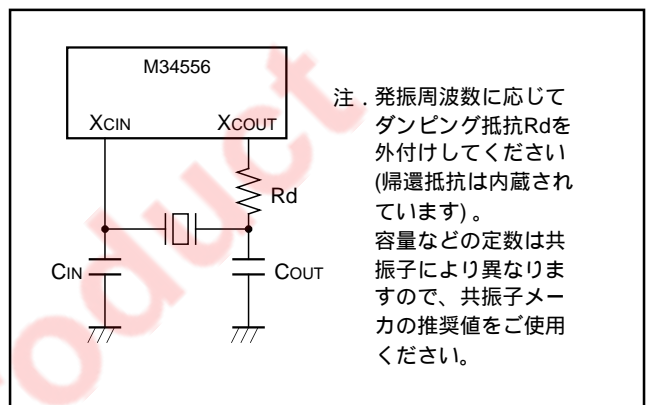 M34556
XCIN
XCOUT
Rd
CIN
COUT
注．発振周波数に応じて
ダンピング抵抗Rdを
外付けしてください
(帰還抵抗は内蔵され
ています) 。
容量などの定数は共
振子により異なりま
すので、共振子メー
カの推奨値をご使用
ください。
oduct